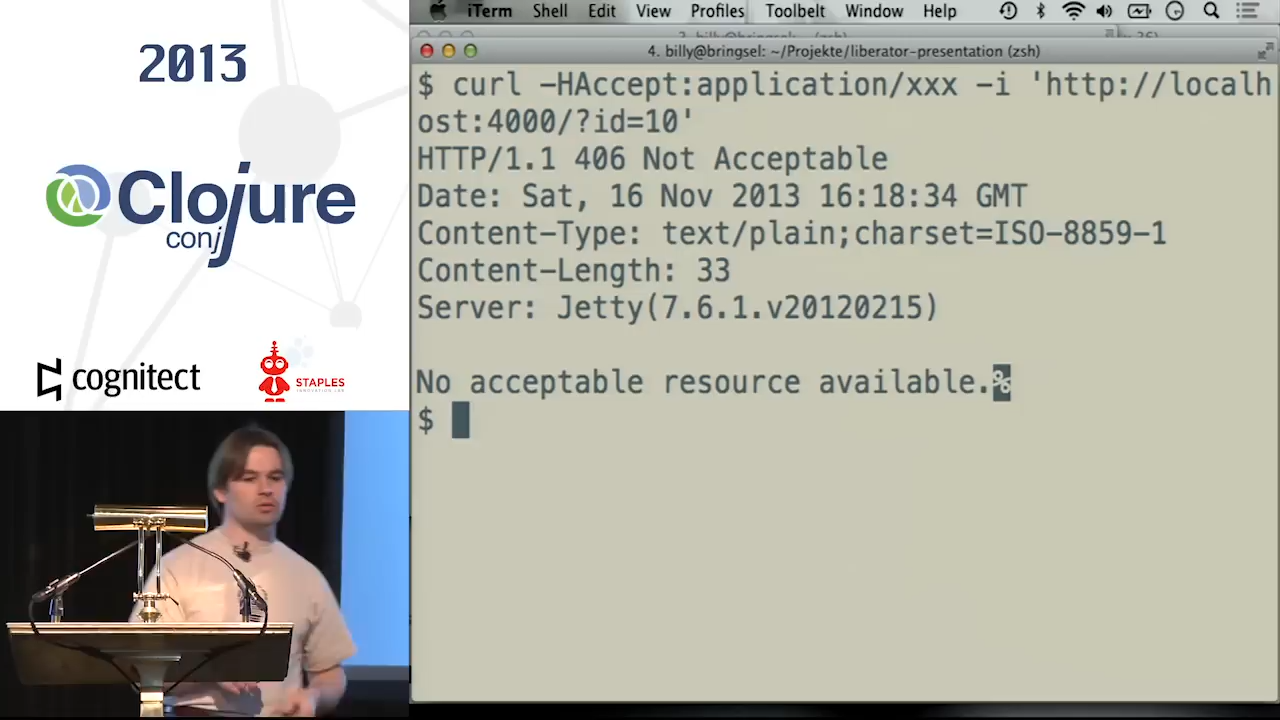 2013
Clojure
conj
cognitect
STAPLES
INNOVATION LAB
iTerm Shell Edit View Profiles Toolbelt Window Help
4. billy@bringsel: ~/Projekte/liberator-presentation (zsh)
$ curl -HAccept:application/xxx -i 'http://localh
ost:4000/?id=10'
HTTP/1.1 406 Not Acceptable
Date: Sat, 16 Nov 2013 16:18:34 GMT
Content-Type: text/plain;charset=ISO-8859-1
Content-Length: 33
Server: Jetty(7.6.1.v20120215)
No acceptable resource available.%
$